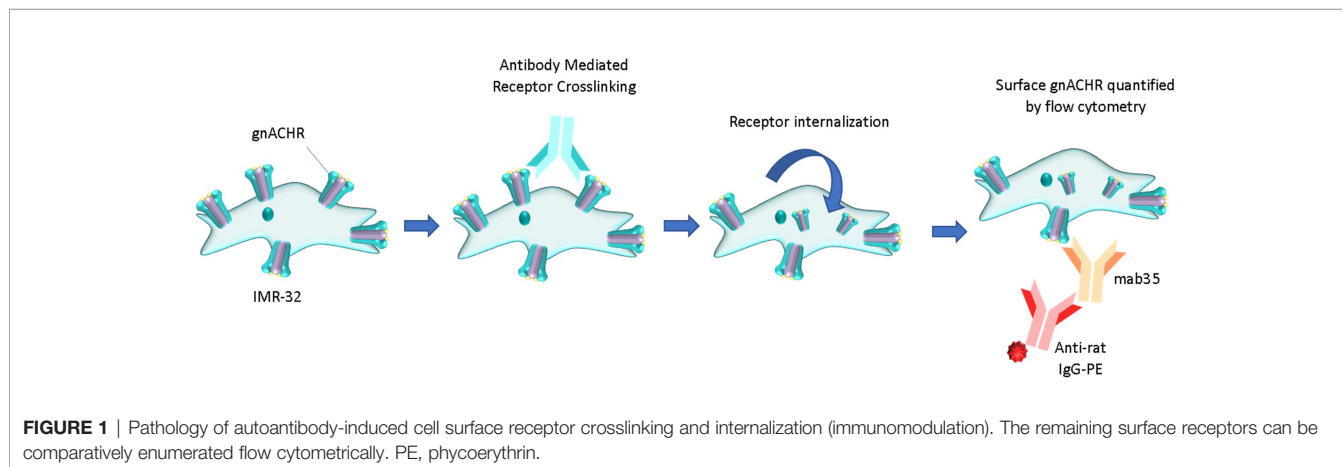 gnACHR
IMR-32
Antibody Mediated
Receptor Crosslinking
Receptor internalization
Surface gnACHR quantified
by flow cytometry
mab35
Anti-rat
IgG-PE
FIGURE 1 | Pathology of autoantibody-induced cell surface receptor crosslinking and internalization (immunomodulation). The remaining surface receptors can be
comparatively enumerated flow cytometrically. PE, phycoerythrin.